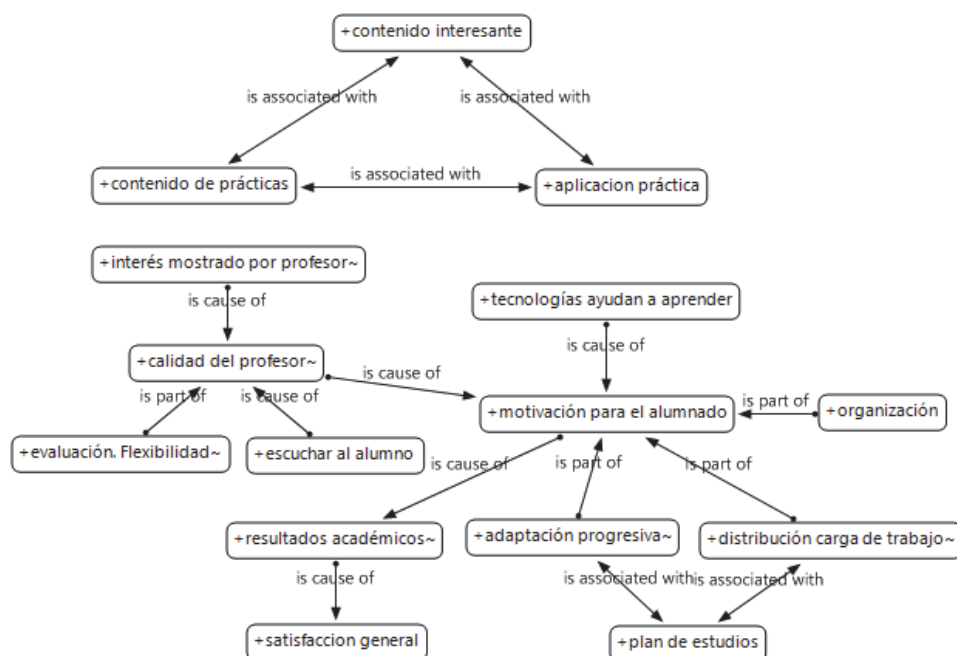 +contenido interesante
is associated with
is associated with
+contenido de prácticas
is associated with
+aplicacion práctica
+interés mostrado por profesor~
is cause of
+tecnologías ayudan a aprender
is cause of
+calidad del profesor~
is cause of
is part of
is cause of
+motivación para el alumnado
is part of
+organización
+evaluación. Flexibilidad~
+escuchar al alumno
is cause of
is part of
is part of
+resultados académicos~
+adaptación progresiva~
+distribución carga de trabajo~
is cause of
is associated with
is associated with
+satisfaccion general
+plan de estudios